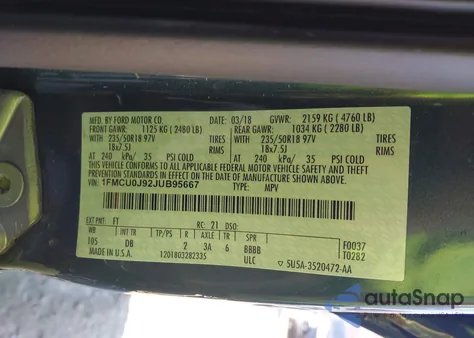 MFD. BY FORD MOTOR CO.
DATE: 03/18 GVWR: 2159 KG ( 4760 LB)
FRONT GAWR: 1125 KG ( 2480 LB) REAR GAWR: 1034 KG ( 2280 LB)
WITH 235/50R18 97V TIRES WITH 235/50R18 97V TIRES
18x7.5J RIMS 18x7.5J RIMS
AT 240 kPa/ 35 PSI COLD AT 240 kPa/ 35 PSI COLD
THIS VEHICLE CONFORMS TO ALL APPLICABLE FEDERAL MOTOR VEHICLE SAFETY AND THEFT PREVENTION STANDARDS IN EFFECT ON THE DATE OF MANUFACTURE SHOWN ABOVE.
VIN: 1FMCU0J92JUB95667
TYPE: MPV
EXT PNT: FT RC: 21 DSO:
WB INT TR TP/PS R AXLE TR SPR F0037
105 DB 2 3A 6 BBBB T0282
MADE IN U.S.A. 1201803282335 ULC 5U5A-3520472-AA
autoSnap